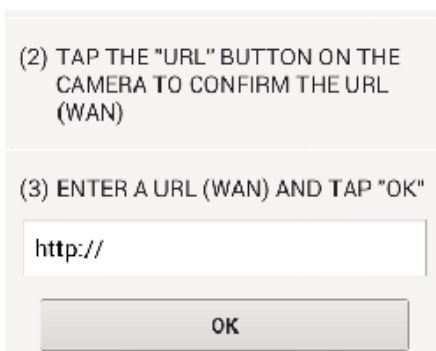 (2) TAP THE "URL" BUTTON ON THE
CAMERA TO CONFIRM THE URL
(WAN)
(3) ENTER A URL (WAN) AND TAP "OK"
http://
OK